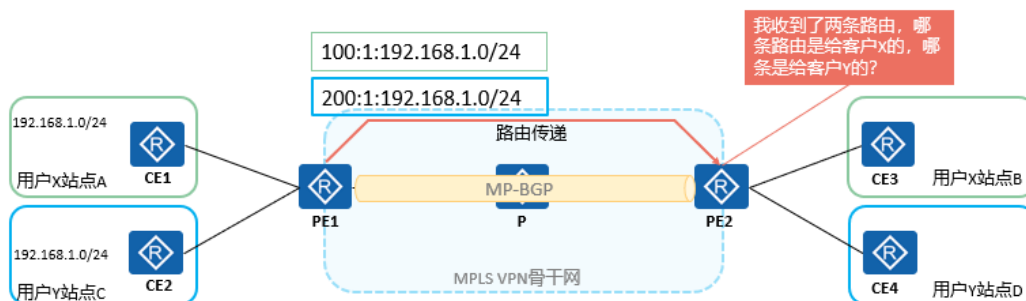 100:1:192.168.1.0/24
200:1:192.168.1.0/24
我收到了两条路由，哪
条路由是给客户X的，哪
条是给客户Y的？
192.168.1.0/24
R
CE1
用户X站点A
192.168.1.0/24
R
CE2
用户Y站点C
路由传递
R
PE1
MP-BGP
P
R
PE2
MPLS VPN骨干网
R
CE3
用户X站点B
R
CE4
用户Y站点D